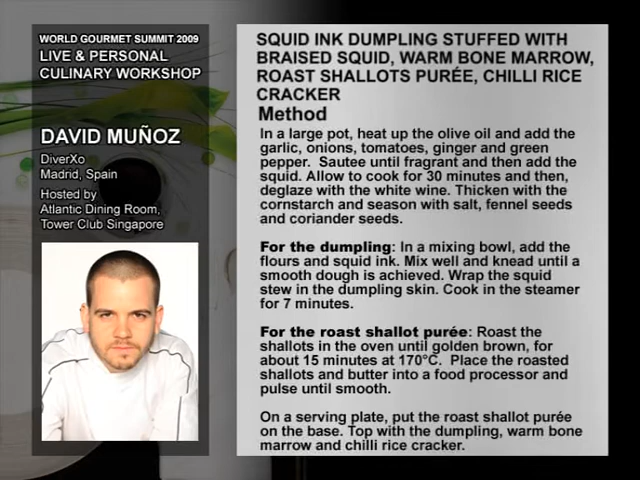 WORLD GOURMET SUMMIT 2009
LIVE & PERSONAL
CULINARY WORKSHOP
DAVID MUÑOZ
DiverXo
Madrid, Spain
Hosted by
Atlantic Dining Room,
Tower Club Singapore
SQUID INK DUMPLING STUFFED WITH
BRAISED SQUID, WARM BONE MARROW,
ROAST SHALLOTS PURÉE, CHILLI RICE
CRACKER
Method
In a large pot, heat up the olive oil and add the
garlic, onions, tomatoes, ginger and green
pepper.  Sautee until fragrant and then add the
squid. Allow to cook for 30 minutes and then,
deglaze with the white wine. Thicken with the
cornstarch and season with salt, fennel seeds
and coriander seeds.
For the dumpling: In a mixing bowl, add the
flours and squid ink. Mix well and knead until a
smooth dough is achieved. Wrap the squid
stew in the dumpling skin. Cook in the steamer
for 7 minutes.
For the roast shallot purée: Roast the
shallots in the oven until golden brown, for
about 15 minutes at 170°C.  Place the roasted
shallots and butter into a food processor and
pulse until smooth.
On a serving plate, put the roast shallot purée
on the base. Top with the dumpling, warm bone
marrow and chilli rice cracker.